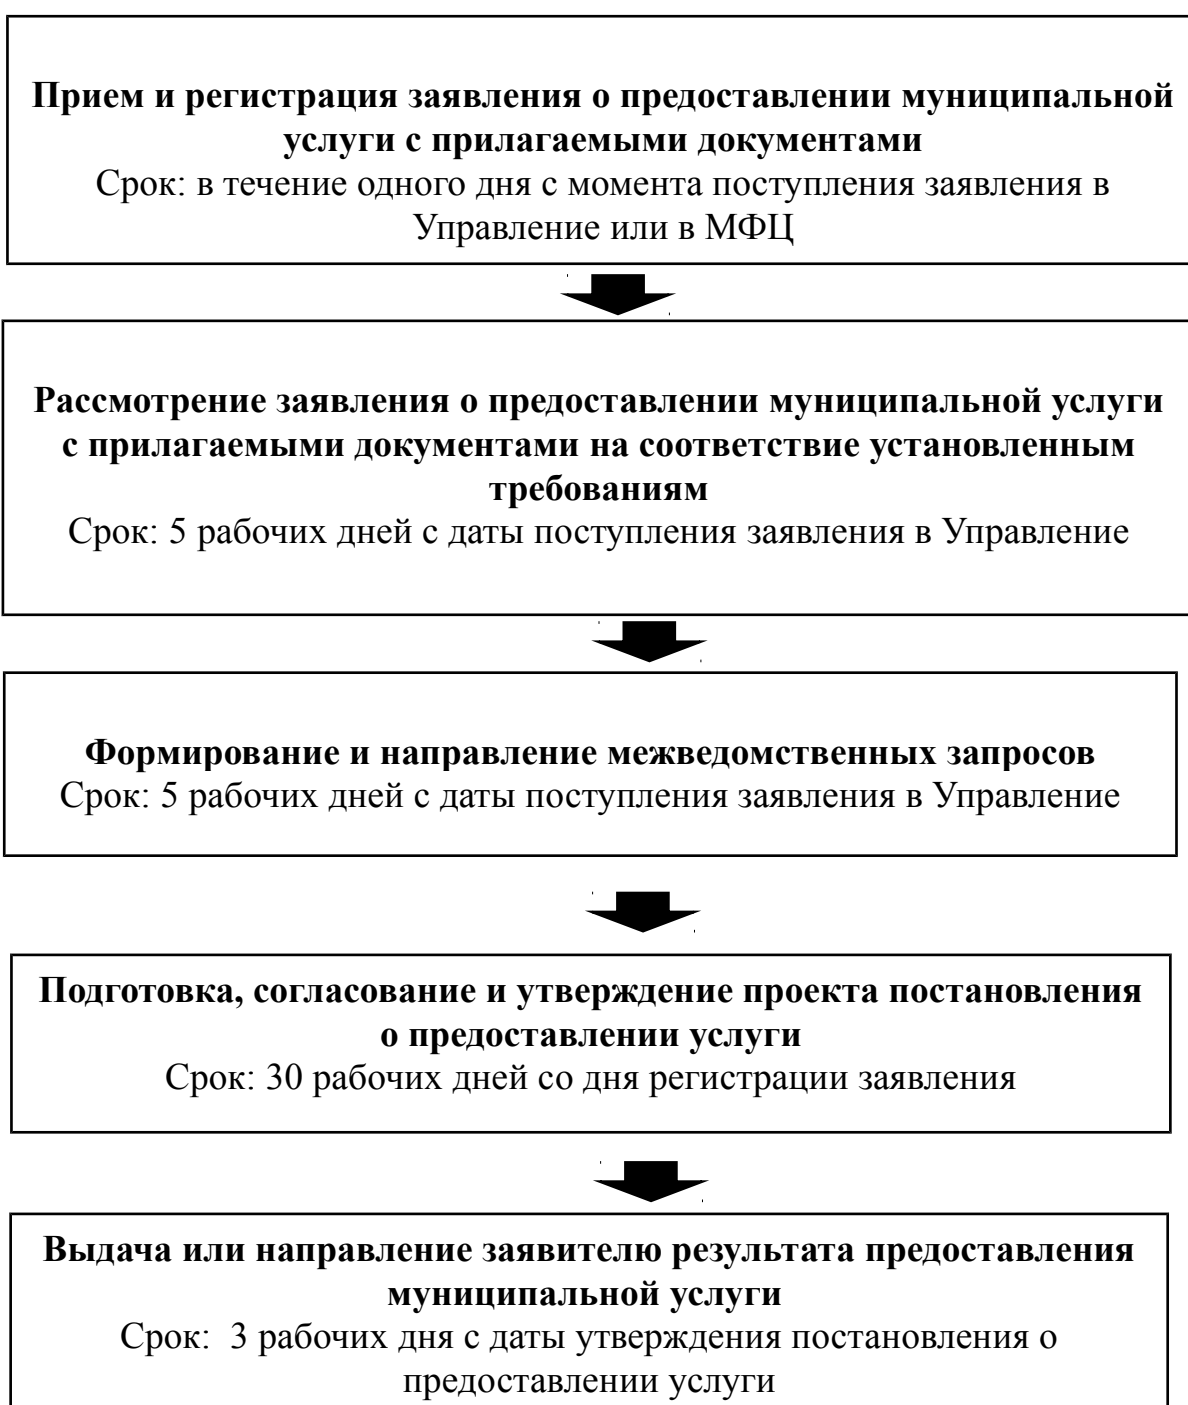 Прием и регистрация заявления о предоставлении муниципальной
услуги с прилагаемыми документами
Срок: в течение одного дня с момента поступления заявления в
Управление или в МФЦ
Рассмотрение заявления о предоставлении муниципальной услуги
с прилагаемыми документами на соответствие установленным
требованиям
Срок: 5 рабочих дней с даты поступления заявления в Управление
Формирование и направление межведомственных запросов
Срок: 5 рабочих дней с даты поступления заявления в Управление
Подготовка, согласование и утверждение проекта постановления
о предоставлении услуги
Срок: 30 рабочих дней со дня регистрации заявления
Выдача или направление заявителю результата предоставления
муниципальной услуги
Срок:  3 рабочих дня с даты утверждения постановления о
предоставлении услуги